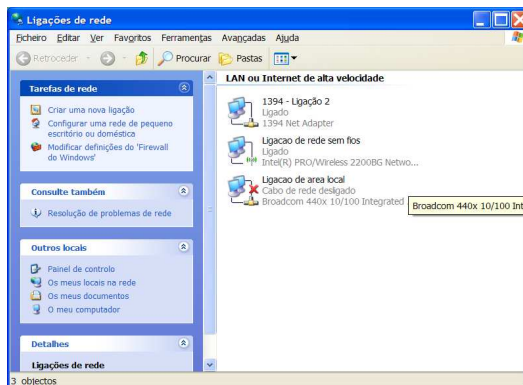 Ligações de rede
Ficheiro Editar Ver Favoritos Ferramentas Avançadas Ajuda
Retroceder Procurar Pastas
LAN ou Internet de alta velocidade
Tarefas de rede
Criar uma nova ligação
Configurar uma rede de pequeno
escritório ou doméstica
Modificar definições do 'Firewall
do Windows'
Consulte também
Resolução de problemas de rede
Outros locais
Painel de controlo
Os meus locais na rede
Os meus documentos
O meu computador
Detalhes
Ligações de rede
1394 - Ligação 2
Ligado
1394 Net Adapter
Ligacao de rede sem fios
Ligado
Intel(R) PRO/Wireless 2200BG Netwo...
Ligacao de area local
Cabo de rede desligado
Broadcom 440x 10/100 Integrated
Broadcom 440x 10/100 Int
3 objectos